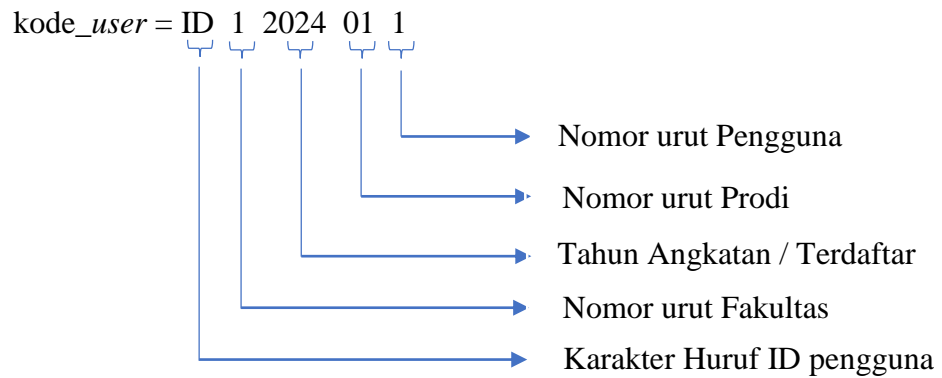 kode_user = ID 1 2024 01 1
Nomor urut Pengguna
Nomor urut Prodi
Tahun Angkatan / Terdaftar
Nomor urut Fakultas
Karakter Huruf ID pengguna